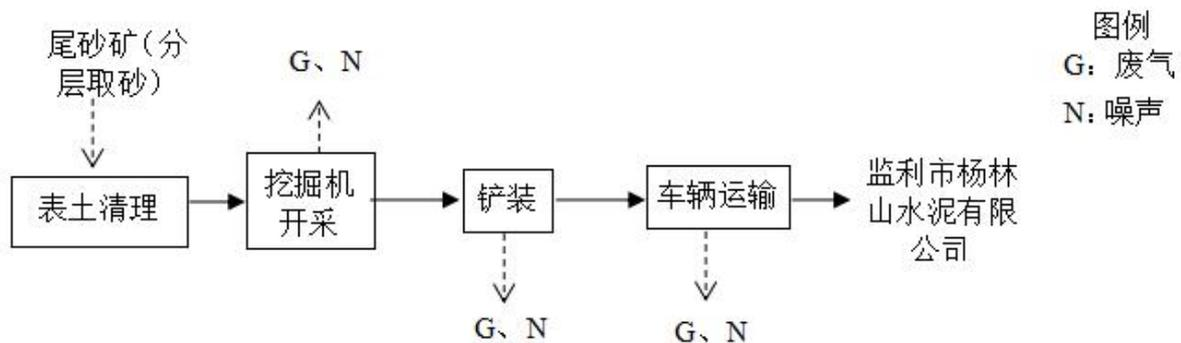 尾砂矿（分
层取砂）
G、N
图例
G：废气
N：噪声
表土清理
挖掘机
开采
铲装
车辆运输
监利市杨林
山水泥有限
公司
G、N
G、N